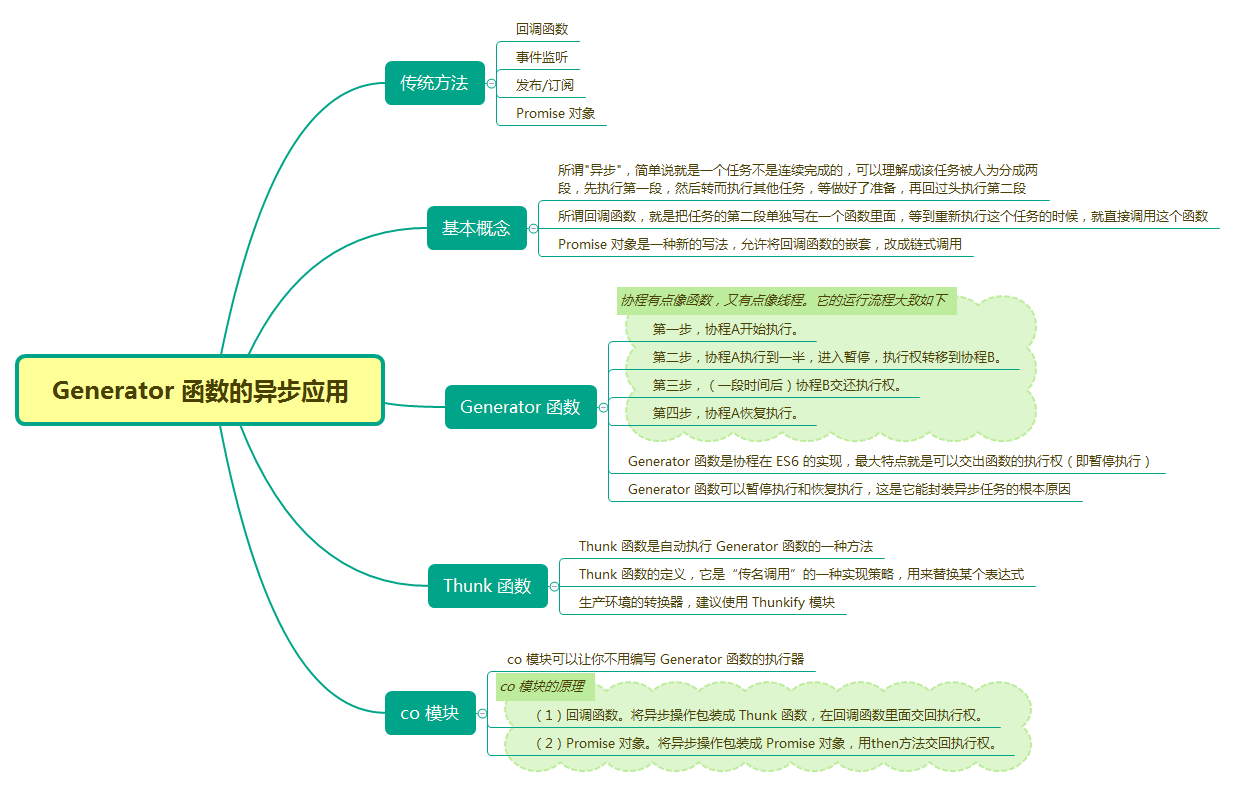 Generator 函数的异步应用
传统方法
回调函数
事件监听
发布/订阅
Promise 对象
基本概念
所谓"异步"，简单说就是一个任务不是连续完成的，可以理解成该任务被人为分成两
段，先执行第一段，然后转而执行其他任务，等做好了准备，再回过头执行第二段
所谓回调函数，就是把任务的第二段单独写在一个函数里面，等到重新执行这个任务的时候，就直接调用这个函数
Promise 对象是一种新的写法，允许将回调函数的嵌套，改成链式调用
Generator 函数
协程有点像函数，又有点像线程。它的运行流程大致如下
第一步，协程A开始执行。
第二步，协程A执行到一半，进入暂停，执行权转移到协程B。
第三步，（一段时间后）协程B交还执行权。
第四步，协程A恢复执行。
Generator 函数是协程在 ES6 的实现，最大特点就是可以交出函数的执行权（即暂停执行）
Generator 函数可以暂停执行和恢复执行，这是它能封装异步任务的根本原因
Thunk 函数
Thunk 函数是自动执行 Generator 函数的一种方法
Thunk 函数的定义，它是“传名调用”的一种实现策略，用来替换某个表达式
生产环境的转换器，建议使用 Thunkify 模块
co 模块
co 模块可以让你不用编写 Generator 函数的执行器
co 模块的原理
（1）回调函数。将异步操作包装成 Thunk 函数，在回调函数里面交回执行权。
（2）Promise 对象。将异步操作包装成 Promise 对象，用then方法交回执行权。